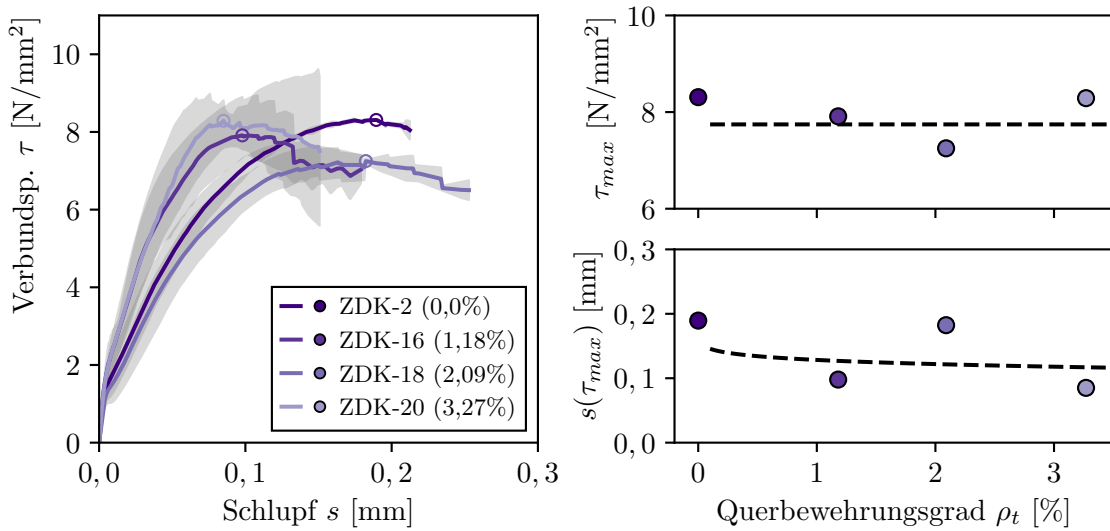 Verbundsp. τ [N/mm²]
10
8
6
4
2
0
0,0 0,1 0,2 0,3
Schlupf s [mm]
ZDK-2 (0,0%)
ZDK-16 (1,18%)
ZDK-18 (2,09%)
ZDK-20 (3,27%)
τmax [N/mm²]
10
8
6
s(τmax) [mm]
0,3
0,2
0,1
0,0
0 1 2 3
Querbewehrungsgrad ρt [%]